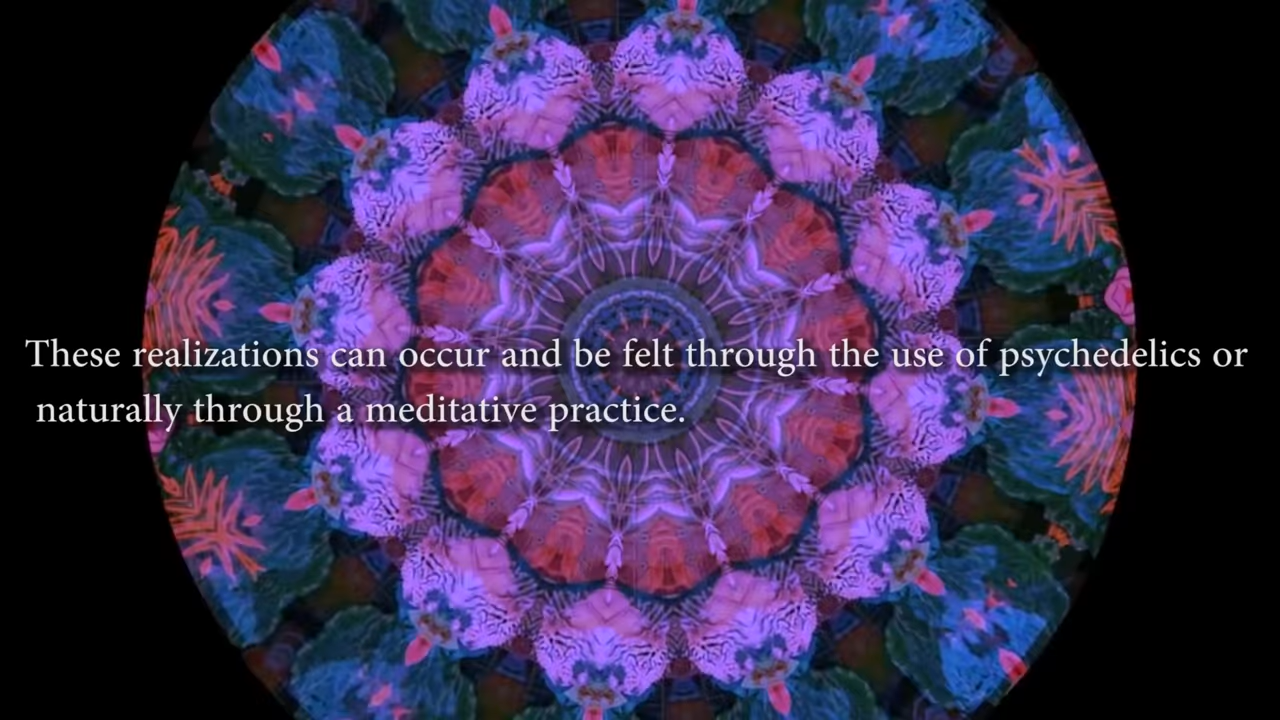 These realizations can occur and be felt through the use of psychedelics or
naturally through a meditative practice.